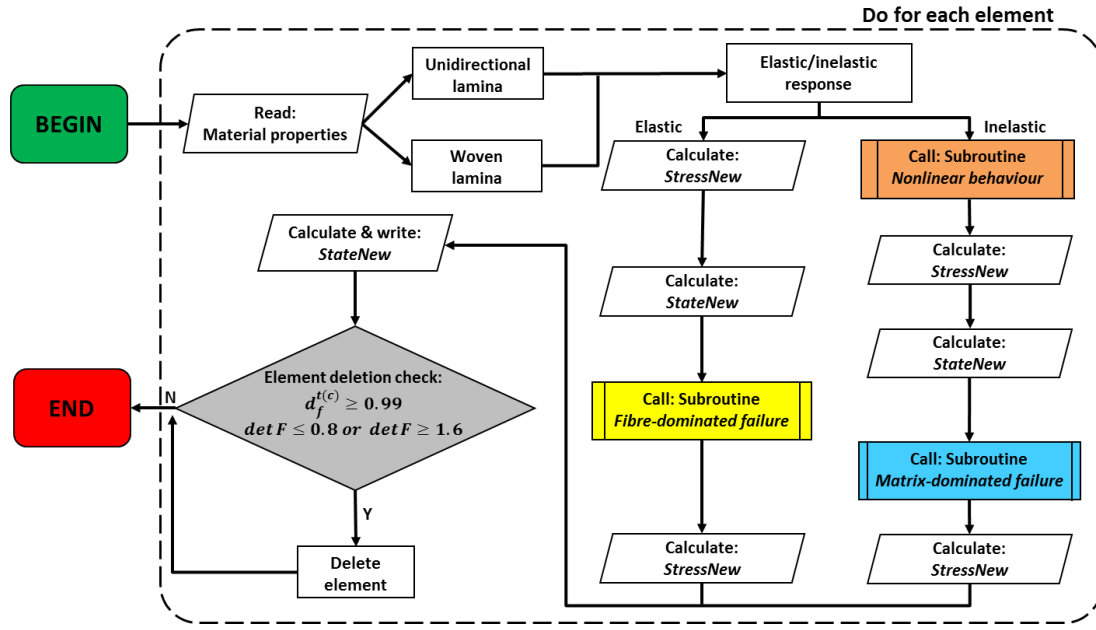 Do for each element
BEGIN
Read:
Material properties
Unidirectional
lamina
Woven
lamina
Elastic/inelastic
response
Elastic
Inelastic
Calculate:
StressNew
Calculate:
StateNew
Call: Subroutine
Fibre-dominated failure
Calculate:
StressNew
Call: Subroutine
Nonlinear behaviour
Calculate:
StressNew
Calculate:
StateNew
Call: Subroutine
Matrix-dominated failure
Calculate:
StressNew
Calculate & write:
StateNew
Element deletion check:
d_f^{t(c)} ≥ 0.99
detF ≤ 0.8 or detF ≥ 1.6
N
Y
Delete
element
END